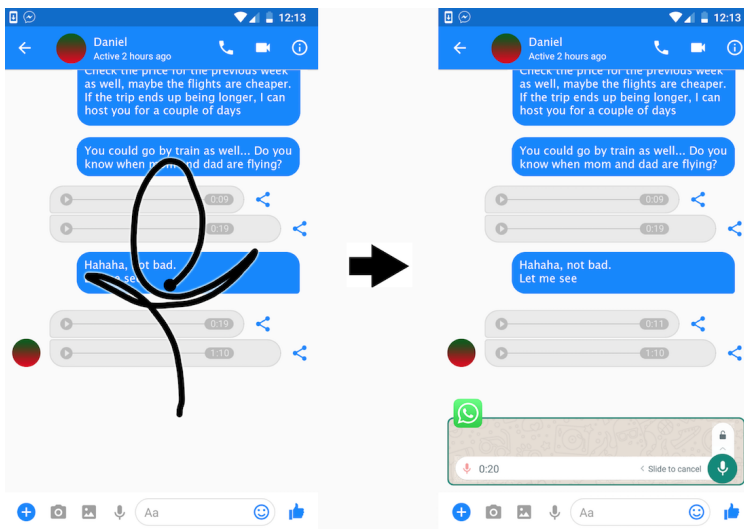 12:13
Daniel
Active 2 hours ago
Check the price for the previous week
as well, maybe the flights are cheaper.
If the trip ends up being longer, I can
host you for a couple of days
You could go by train as well... Do you
know when mom and dad are flying?
0:09
0:19
Hahaha, not bad.
see
0:19
1:10
Aa
12:13
Daniel
Active 2 hours ago
Check the price for the previous week
as well, maybe the flights are cheaper.
If the trip ends up being longer, I can
host you for a couple of days
You could go by train as well... Do you
know when mom and dad are flying?
0:09
0:19
Hahaha, not bad.
Let me see
0:11
1:10
0:20
‹ Slide to cancel
Aa